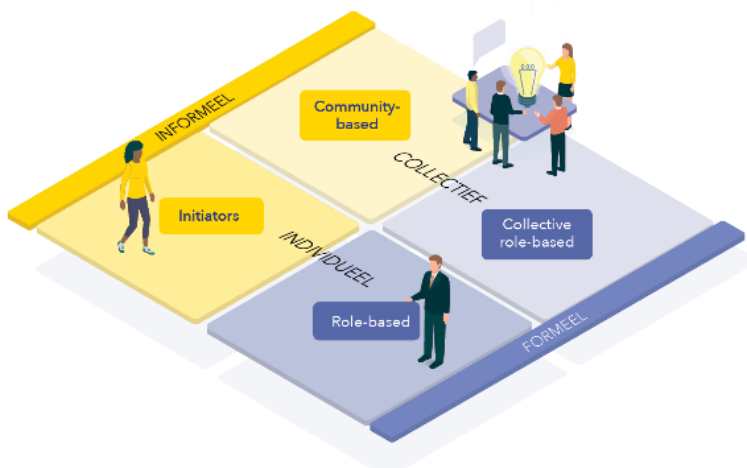 INFORMEEL
Community-
based
COLLECTIEF
Initiators
INDIVIDUEEL
Collective
role-based
Role-based
FORMEEL